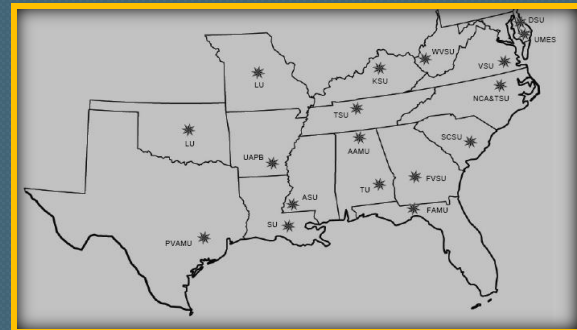 DSU
UMES
WVSU
VSU
LU
KSU
NCA&TSU
TSU
LU
AAMU
SCSU
UAPB
FVSU
TU
ASU
FAMU
SU
PVAMU